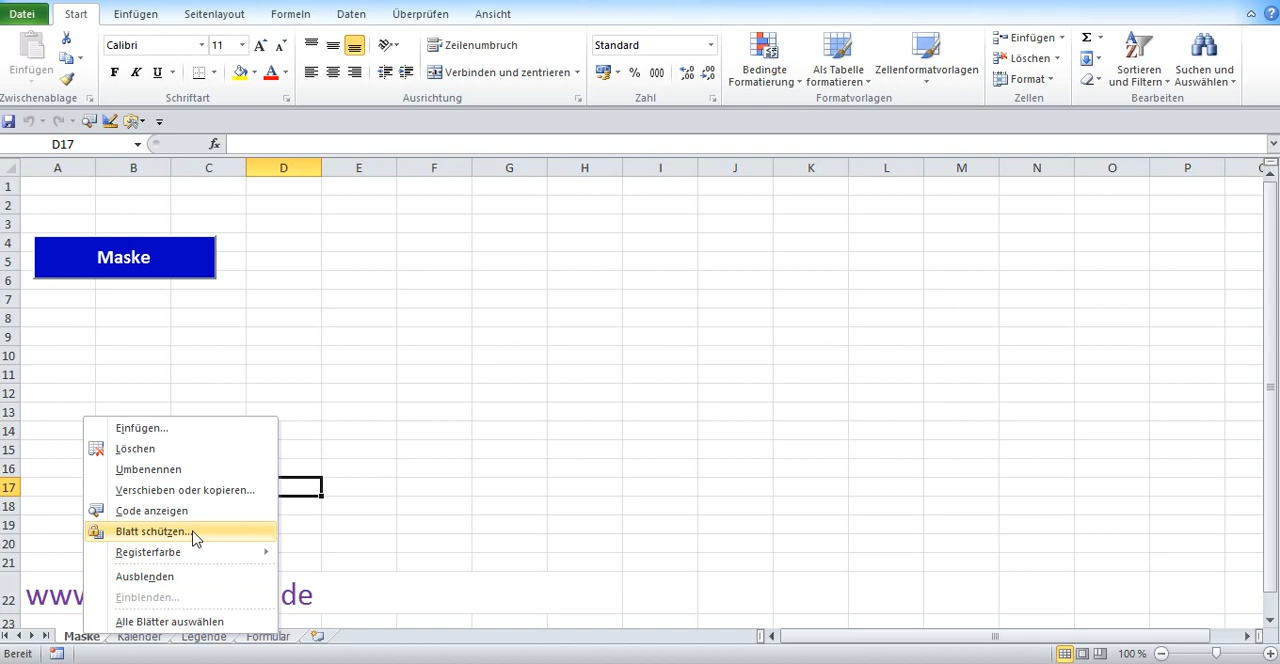 Datei Start Einfügen Seitenlayout Formeln Daten Überprüfen Ansicht
Calibri 11 Zeilenumbruch Standard Einfügen
Verbinden und zentrieren Bedingte Formatierung Als Tabelle formatieren Zellenformatvorlagen Löschen Format Sortieren und Filtern Suchen und Auswählen
Zwischenablage Schriftart Ausrichtung Zahl Formatvorlagen Zellen Bearbeiten
D17 fx
A B C D E F G H I J K L M N O P
1
2
3
4
Maske
5
6
7
8
9
10
11
12
13
14
15
16
17
18
19
20
21
22
23
Einfügen...
Löschen
Umbenennen
Verschieben oder kopieren...
Code anzeigen
Blatt schützen...
Registerfarbe
Ausblenden
Einblenden...
Alle Blätter auswählen
www de
Maske Kalender Legende Formular
Bereit 100 %